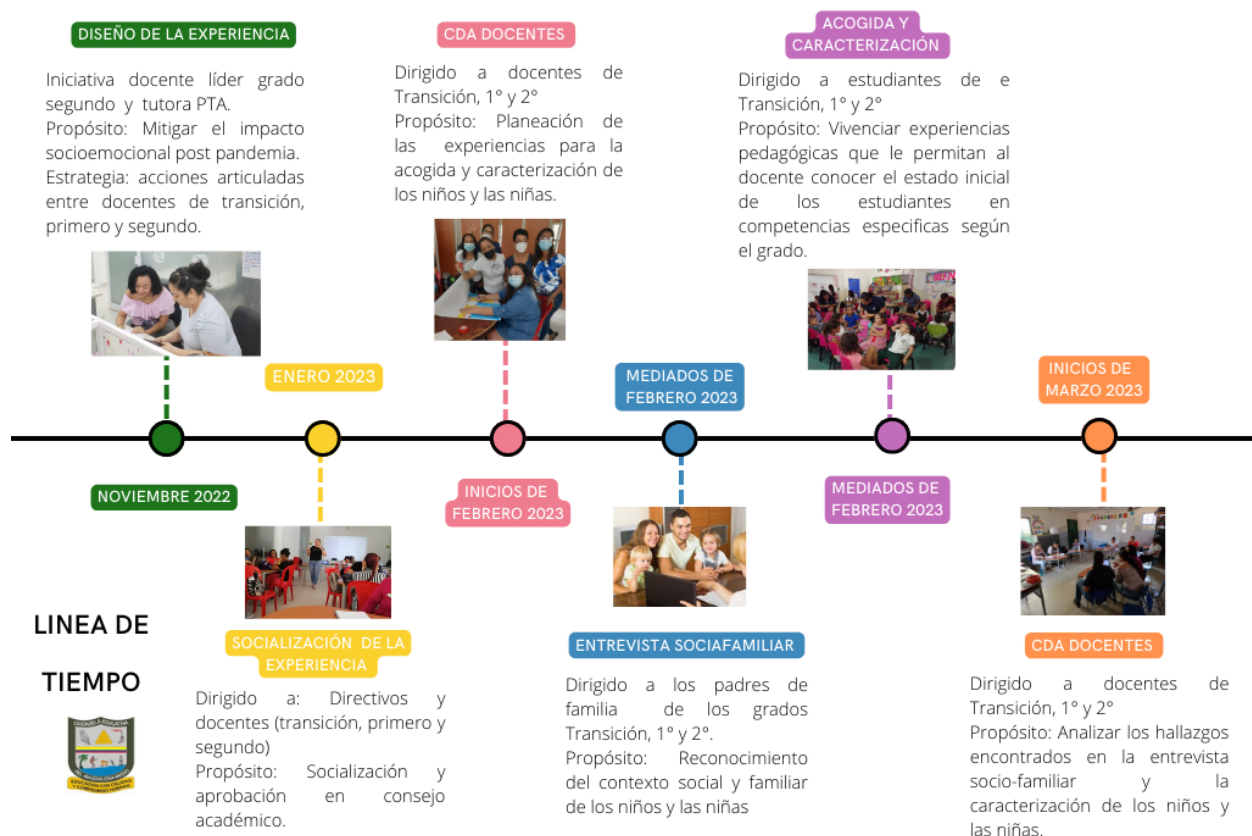 DISEÑO DE LA EXPERIENCIA
Iniciativa docente líder grado
segundo y tutora PTA.
Propósito: Mitigar el impacto
socioemocional post pandemia.
Estrategia: acciones articuladas
entre docentes de transición,
primero y segundo.
NOVIEMBRE 2022
ENERO 2023
SOCIALIZACIÓN DE LA
EXPERIENCIA
Dirigido a: Directivos y
docentes (transición, primero y
segundo)
Propósito: Socialización y
aprobación en consejo
académico.
CDA DOCENTES
Dirigido a docentes de
Transición, 1° y 2°
Propósito: Planeación de
las experiencias para la
acogida y caracterización de
los niños y las niñas.
INICIOS DE
FEBRERO 2023
MEDIADOS DE
FEBRERO 2023
ENTREVISTA SOCIAFAMILIAR
Dirigido a los padres de
familia de los grados
Transición, 1° y 2°.
Propósito: Reconocimiento
del contexto social y familiar
de los niños y las niñas
ACOGIDA Y
CARACTERIZACIÓN
Dirigido a estudiantes de e
Transición, 1° y 2°
Propósito: Vivenciar experiencias
pedagógicas que le permitan al
docente conocer el estado inicial
de los estudiantes en
competencias especificas según
el grado.
MEDIADOS DE
FEBRERO 2023
INICIOS DE
MARZO 2023
CDA DOCENTES
Dirigido a docentes de
Transición, 1° y 2°
Propósito: Analizar los hallazgos
encontrados en la entrevista
socio-familiar y la
caracterización de los niños y
las niñas.
LINEA DE
TIEMPO
CIUDADELA EDUCATIVA
DEL MAGDALENA MEDIO